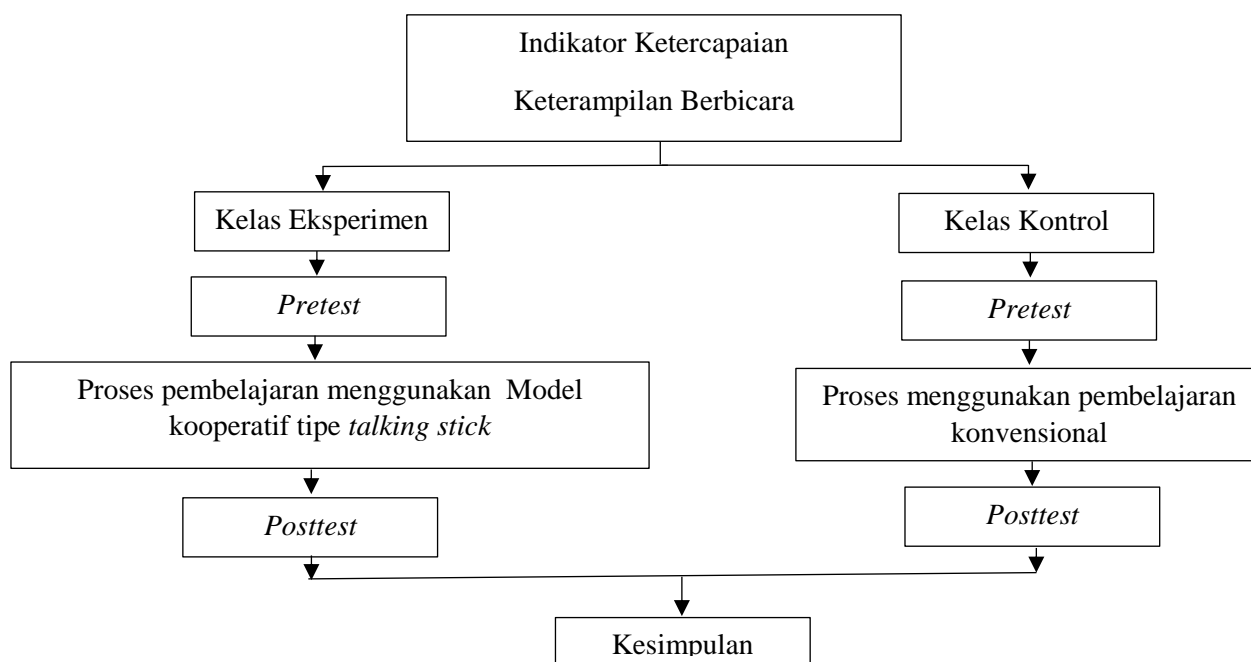 Indikator Ketercapaian
Keterampilan Berbicara
Kelas Eksperimen
Kelas Kontrol
Pretest
Pretest
Proses pembelajaran menggunakan Model
kooperatif tipe talking stick
Proses menggunakan pembelajaran
konvensional
Posttest
Posttest
Kesimpulan